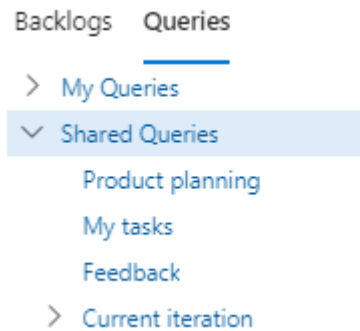 Backlogs Queries
My Queries
Shared Queries
Product planning
My tasks
Feedback
Current iteration